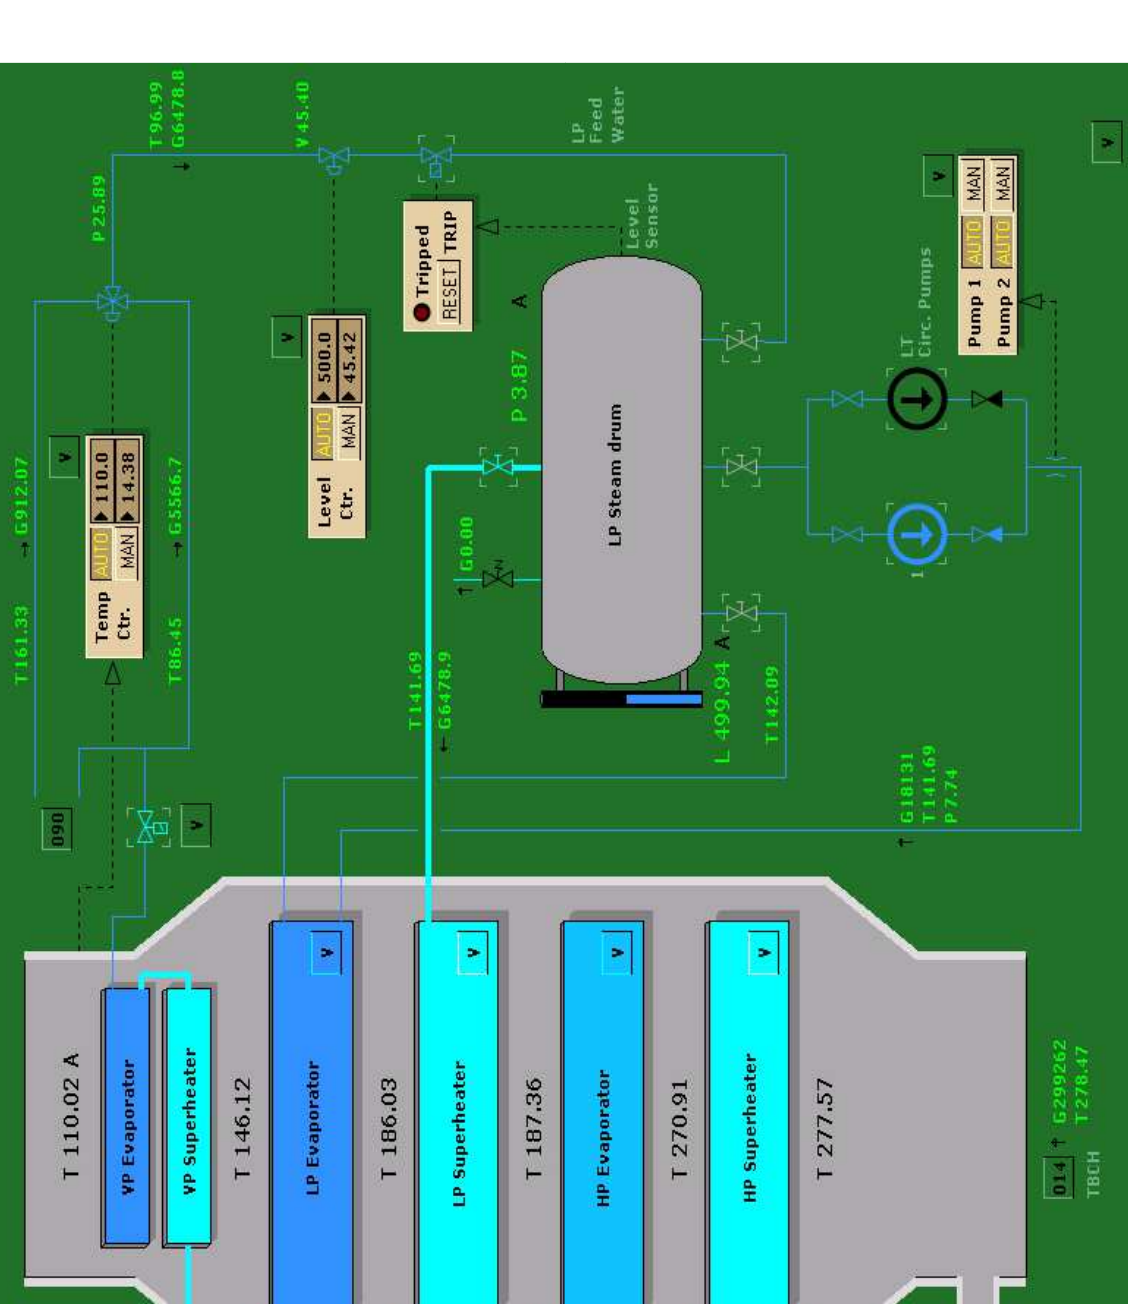 T 110.02 A
VP Evaporator
VP Superheater
T 146.12
LP Evaporator
V
T 186.03
LP Superheater
V
T 187.36
HP Evaporator
V
T 270.91
HP Superheater
V
T 277.57
014
G299262
T278.47
TBCH
090
V
T161.33
G912.07
T86.45
G5566.7
V
Temp
Ctr.
AUTO
110.0
MAN
14.38
P 25.89
T96.99
G6478.8
V45.40
V
Level
Ctr.
AUTO
500.0
MAN
45.42
Tripped
RESET
TRIP
LP
Feed
Water
Level
Sensor
T141.69
G6478.9
G0.00
N
P 3.87
A
LP Steam drum
L 499.94 A
T142.09
G18131
T141.69
P7.74
1
LT
Circ. Pumps
V
Pump 1
AUTO
MAN
Pump 2
AUTO
MAN
V